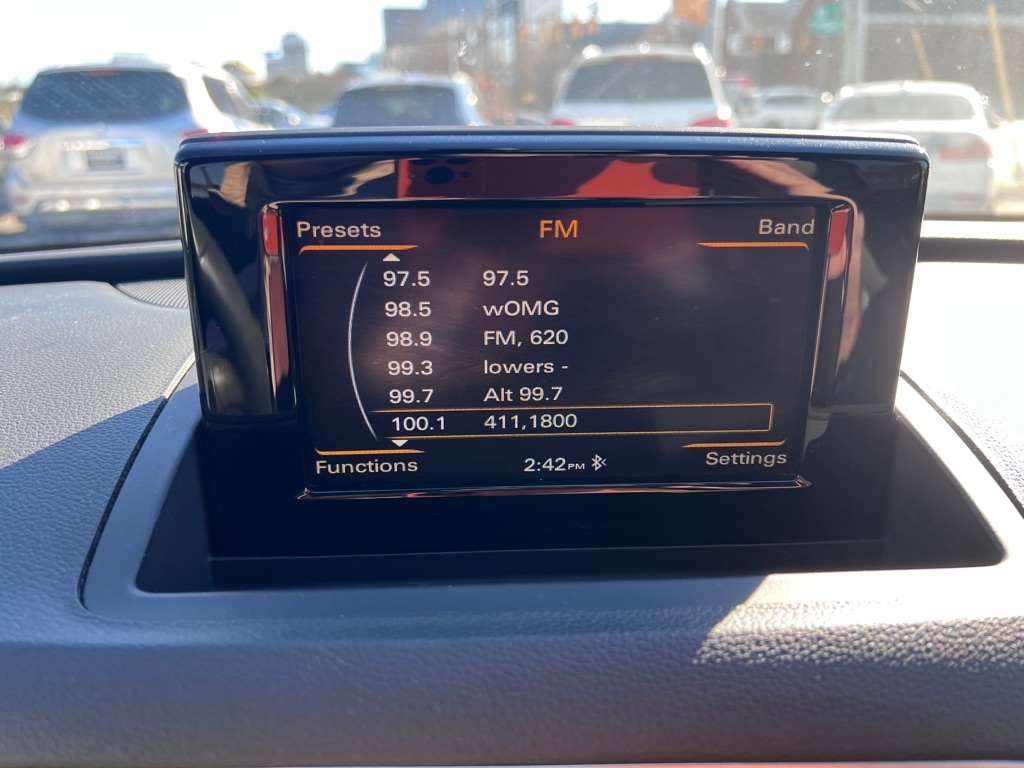 Presets FM Band
97.5 97.5
98.5 wOMG
98.9 FM, 620
99.3 lowers -
99.7 Alt 99.7
100.1 411,1800
Functions 2:42PM Settings